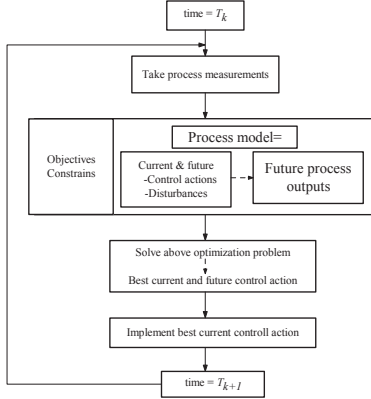 time = T_k
Take process measurements
Objectives
Constrains
Process model=
Current & future
-Control actions
-Disturbances
Future process
outputs
Solve above optimization problem
Best current and future control action
Implement best current controll action
time = T_{k+1}